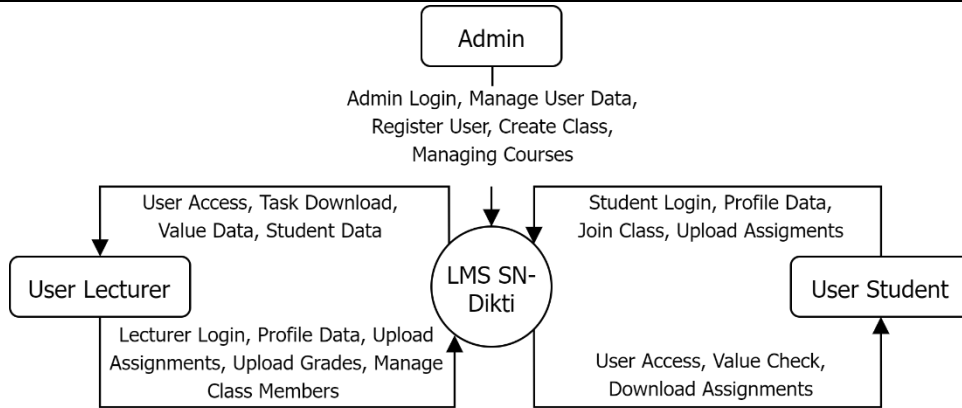 Admin
Admin Login, Manage User Data,
Register User, Create Class,
Managing Courses
User Access, Task Download,
Value Data, Student Data
Student Login, Profile Data,
Join Class, Upload Assigments
User Lecturer
LMS SN-
Dikti
User Student
Lecturer Login, Profile Data, Upload
Assignments, Upload Grades, Manage
Class Members
User Access, Value Check,
Download Assignments